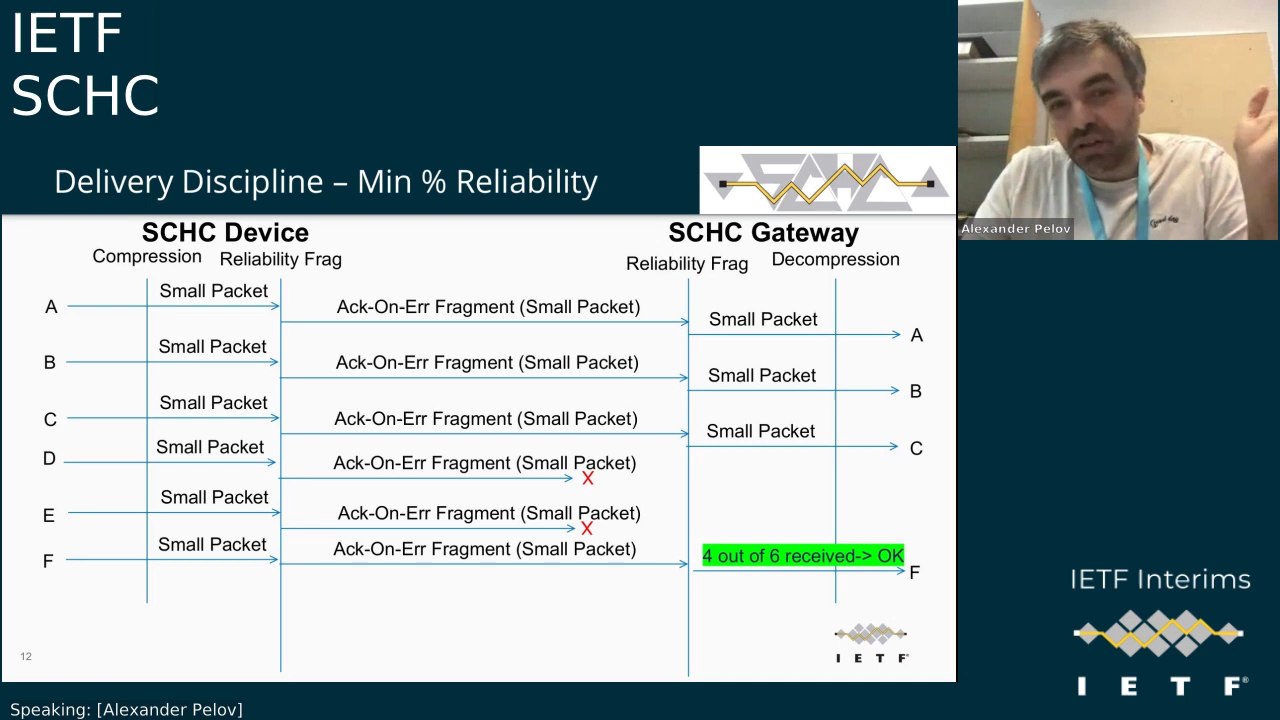 IETF
SCHC
Delivery Discipline – Min % Reliability
SCHC
Alexander Pelov
SCHC Device
SCHC Gateway
Compression
Reliability Frag
Reliability Frag
Decompression
A
Small Packet
Ack-On-Err Fragment (Small Packet)
Small Packet
A
B
Small Packet
Ack-On-Err Fragment (Small Packet)
Small Packet
B
C
Small Packet
Ack-On-Err Fragment (Small Packet)
Small Packet
C
D
Small Packet
Ack-On-Err Fragment (Small Packet)
X
E
Small Packet
Ack-On-Err Fragment (Small Packet)
X
F
Small Packet
Ack-On-Err Fragment (Small Packet)
4 out of 6 received-> OK
F
12
I E T F®
IETF Interims
I E T F®
Speaking: [Alexander Pelov]